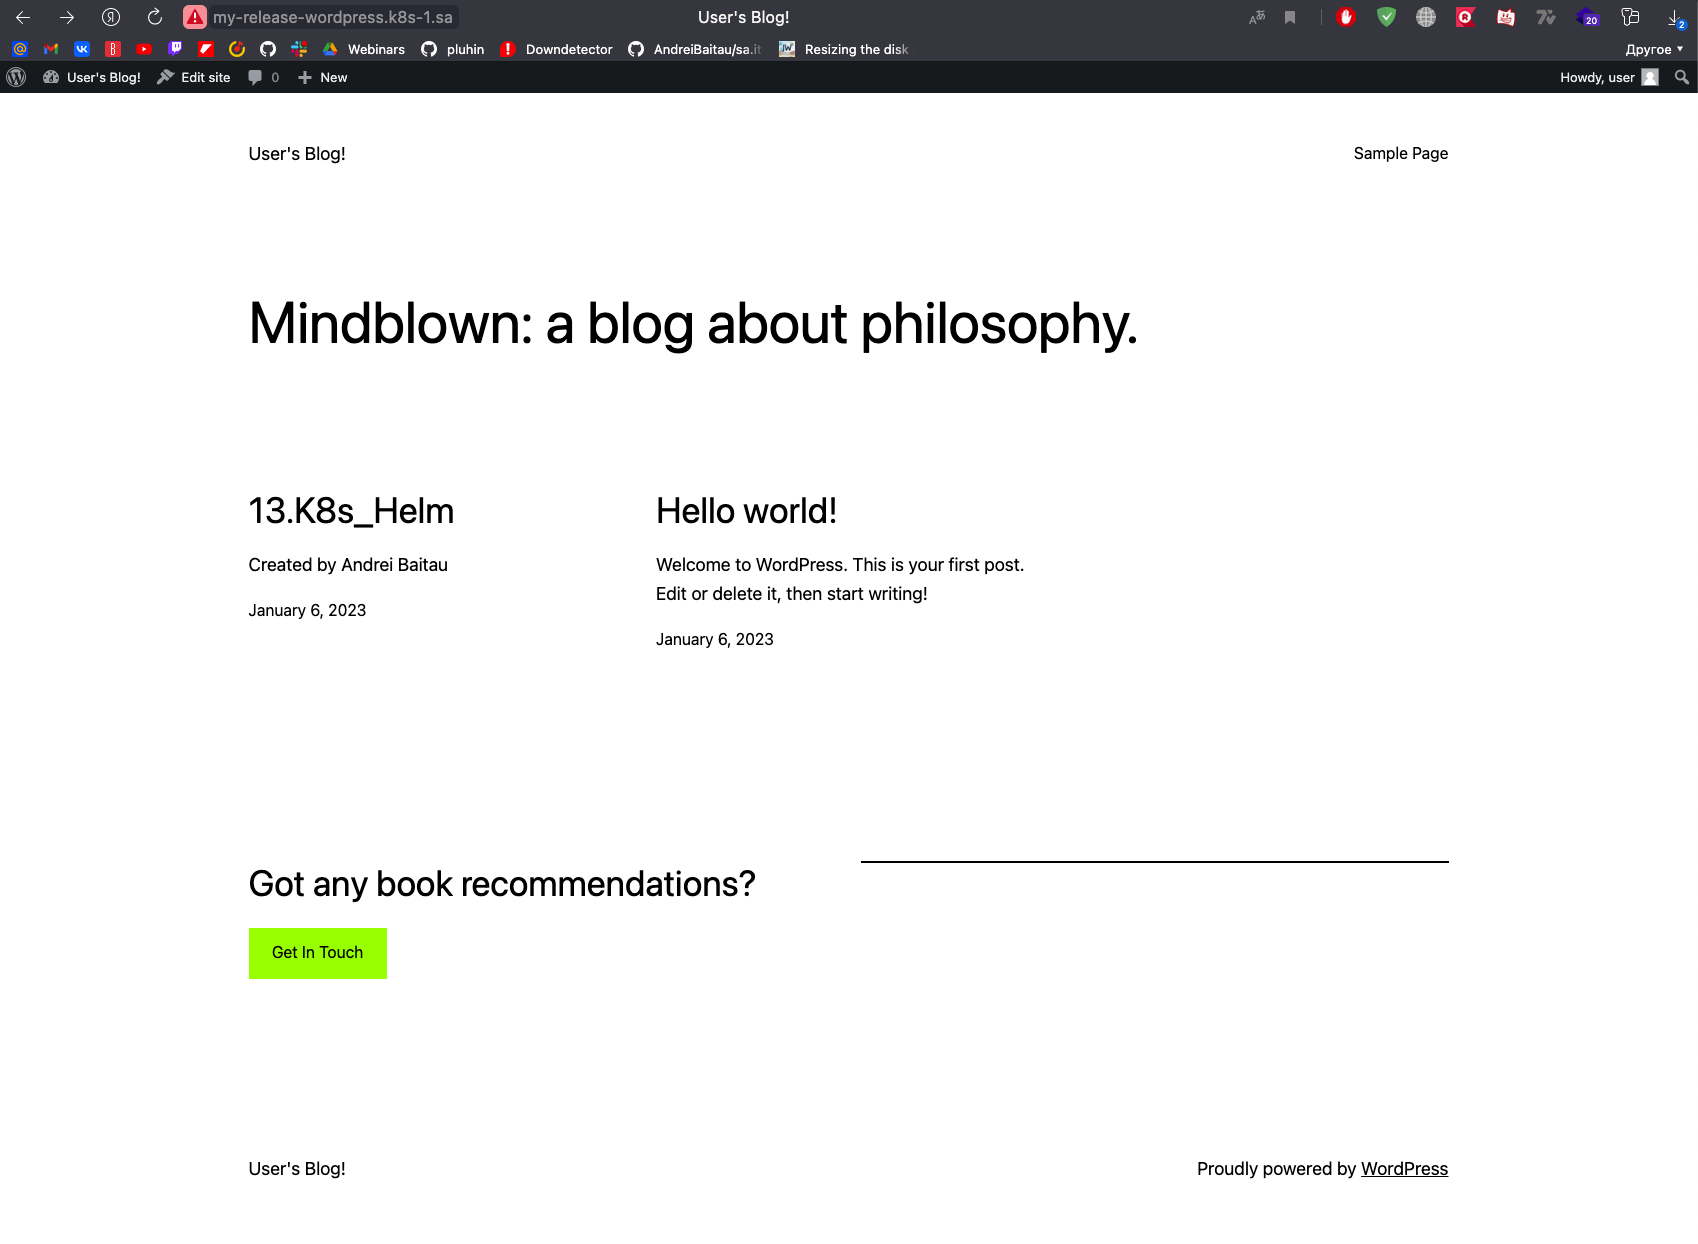 my-release-wordpress.k8s-1.sa
User's Blog!
20
2
Webinars
pluhin
Downdetector
AndreiBaitau/sa.it
Resizing the disk
Другое
User's Blog!
Edit site
0
New
Howdy, user
User's Blog!
Sample Page
Mindblown: a blog about philosophy.
13.K8s_Helm
Created by Andrei Baitau
January 6, 2023
Hello world!
Welcome to WordPress. This is your first post.
Edit or delete it, then start writing!
January 6, 2023
Got any book recommendations?
Get In Touch
User's Blog!
Proudly powered by WordPress